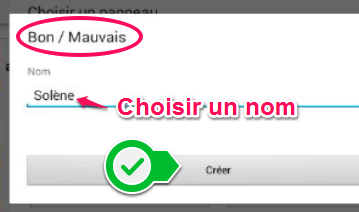 Choisir un panneau
Bon / Mauvais
Nom
Solène
Choisir un nom
Créer